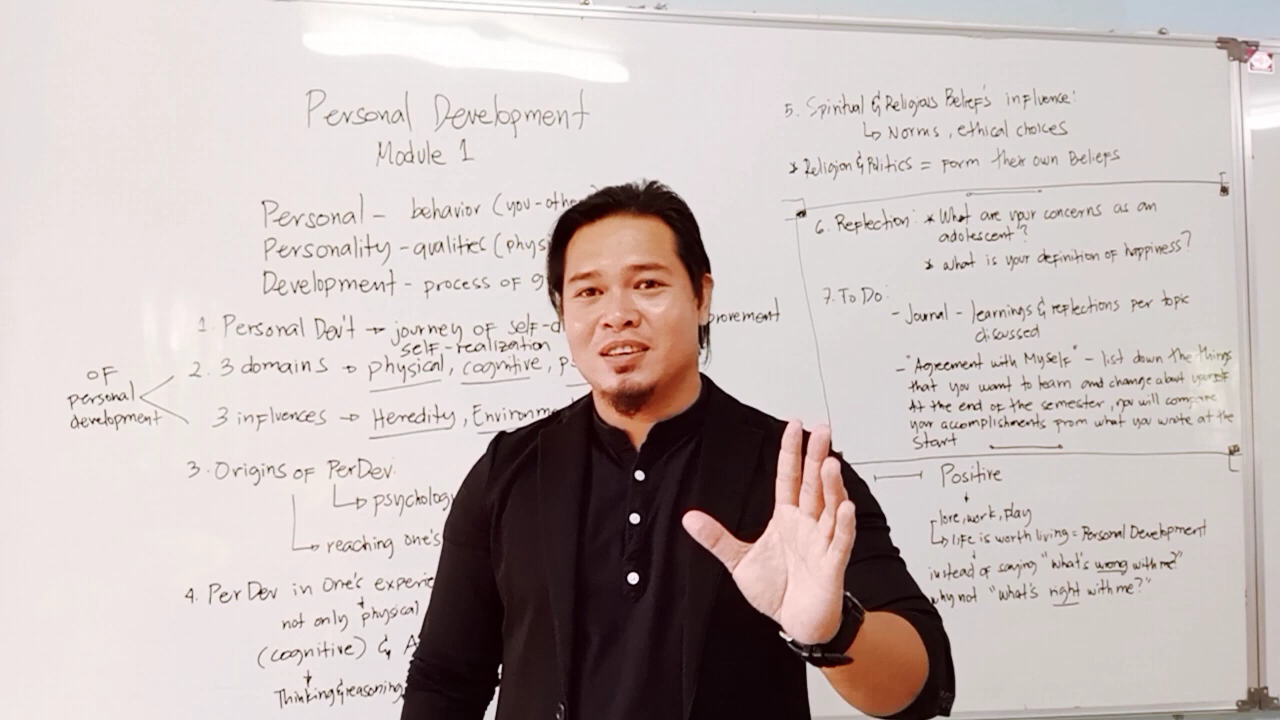 Personal Development
Module 1
Personal - behavior (you-othe
Personality - qualities (physi
Development - process of g
1. Personal Dev't → journey of self-d provement
self-realization
2. 3 domains → physical, cognitive, p
OF
personal
development
3 influences → Heredity, Environme
3. Origins of PerDev
↳ psychology
↳ reaching one's
4. PerDev in One's experie
not only physical
(cognitive) & A
Thinking & reasoning
5. Spiritual & Religious Belief's influence:
↳ Norms, ethical choices
* Religion & Politics = form their own Beliefs
6. Reflection: * What are your concerns as an
adolescent?
* what is your definition of happiness?
7. To Do:
- Journal - learnings & reflections per topic
discussed
- "Agreement with Myself" - list down the things
that you want to learn and change about yourself
At the end of the semester, you will compare
your accomplishments from what you wrote at the
start
Positive
love, work, play
↳ life is worth living = Personal Development
instead of saying "what's wrong with me?"
why not "what's right with me?"